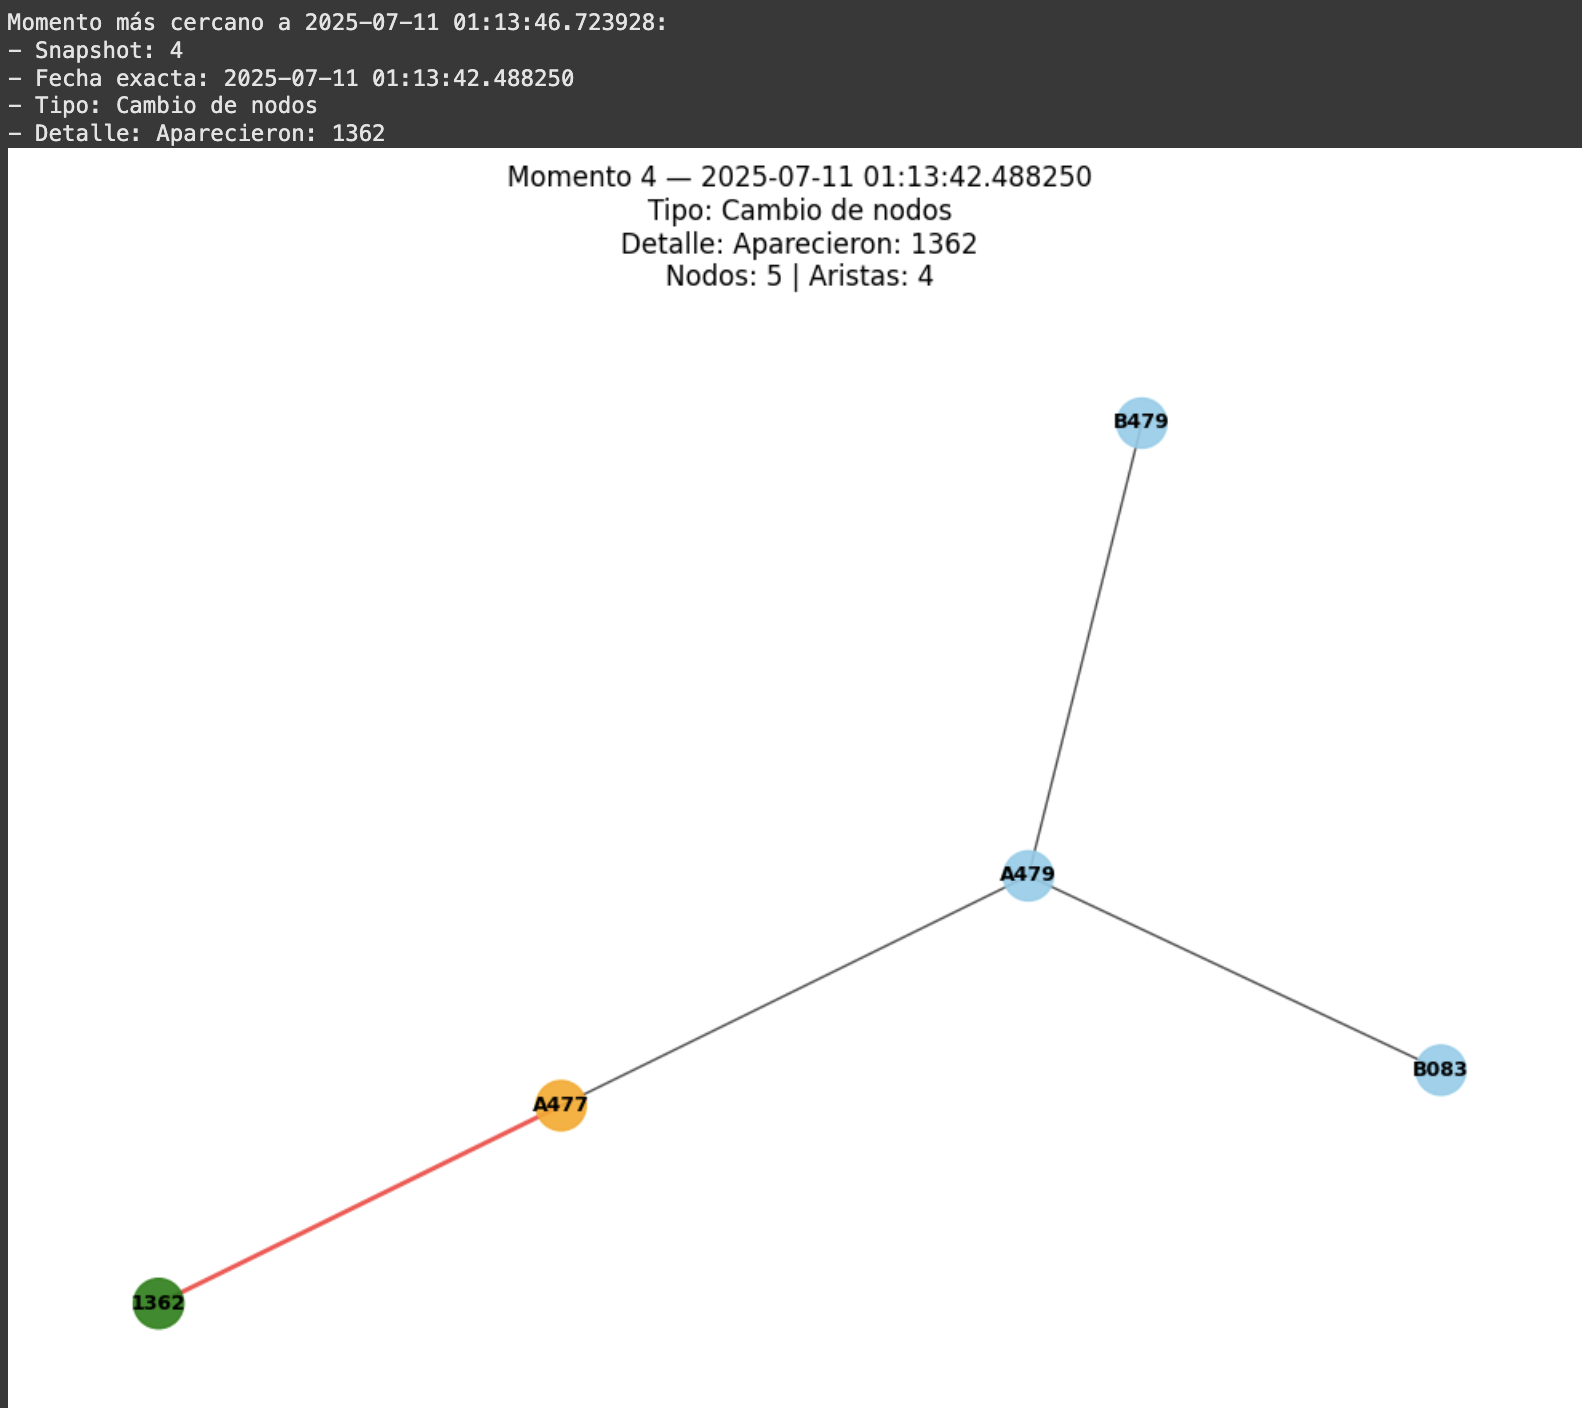 Momento más cercano a 2025-07-11 01:13:46.723928:
- Snapshot: 4
- Fecha exacta: 2025-07-11 01:13:42.488250
- Tipo: Cambio de nodos
- Detalle: Aparecieron: 1362
Momento 4 — 2025-07-11 01:13:42.488250
Tipo: Cambio de nodos
Detalle: Aparecieron: 1362
Nodos: 5 | Aristas: 4
B479
A479
B083
A477
1362